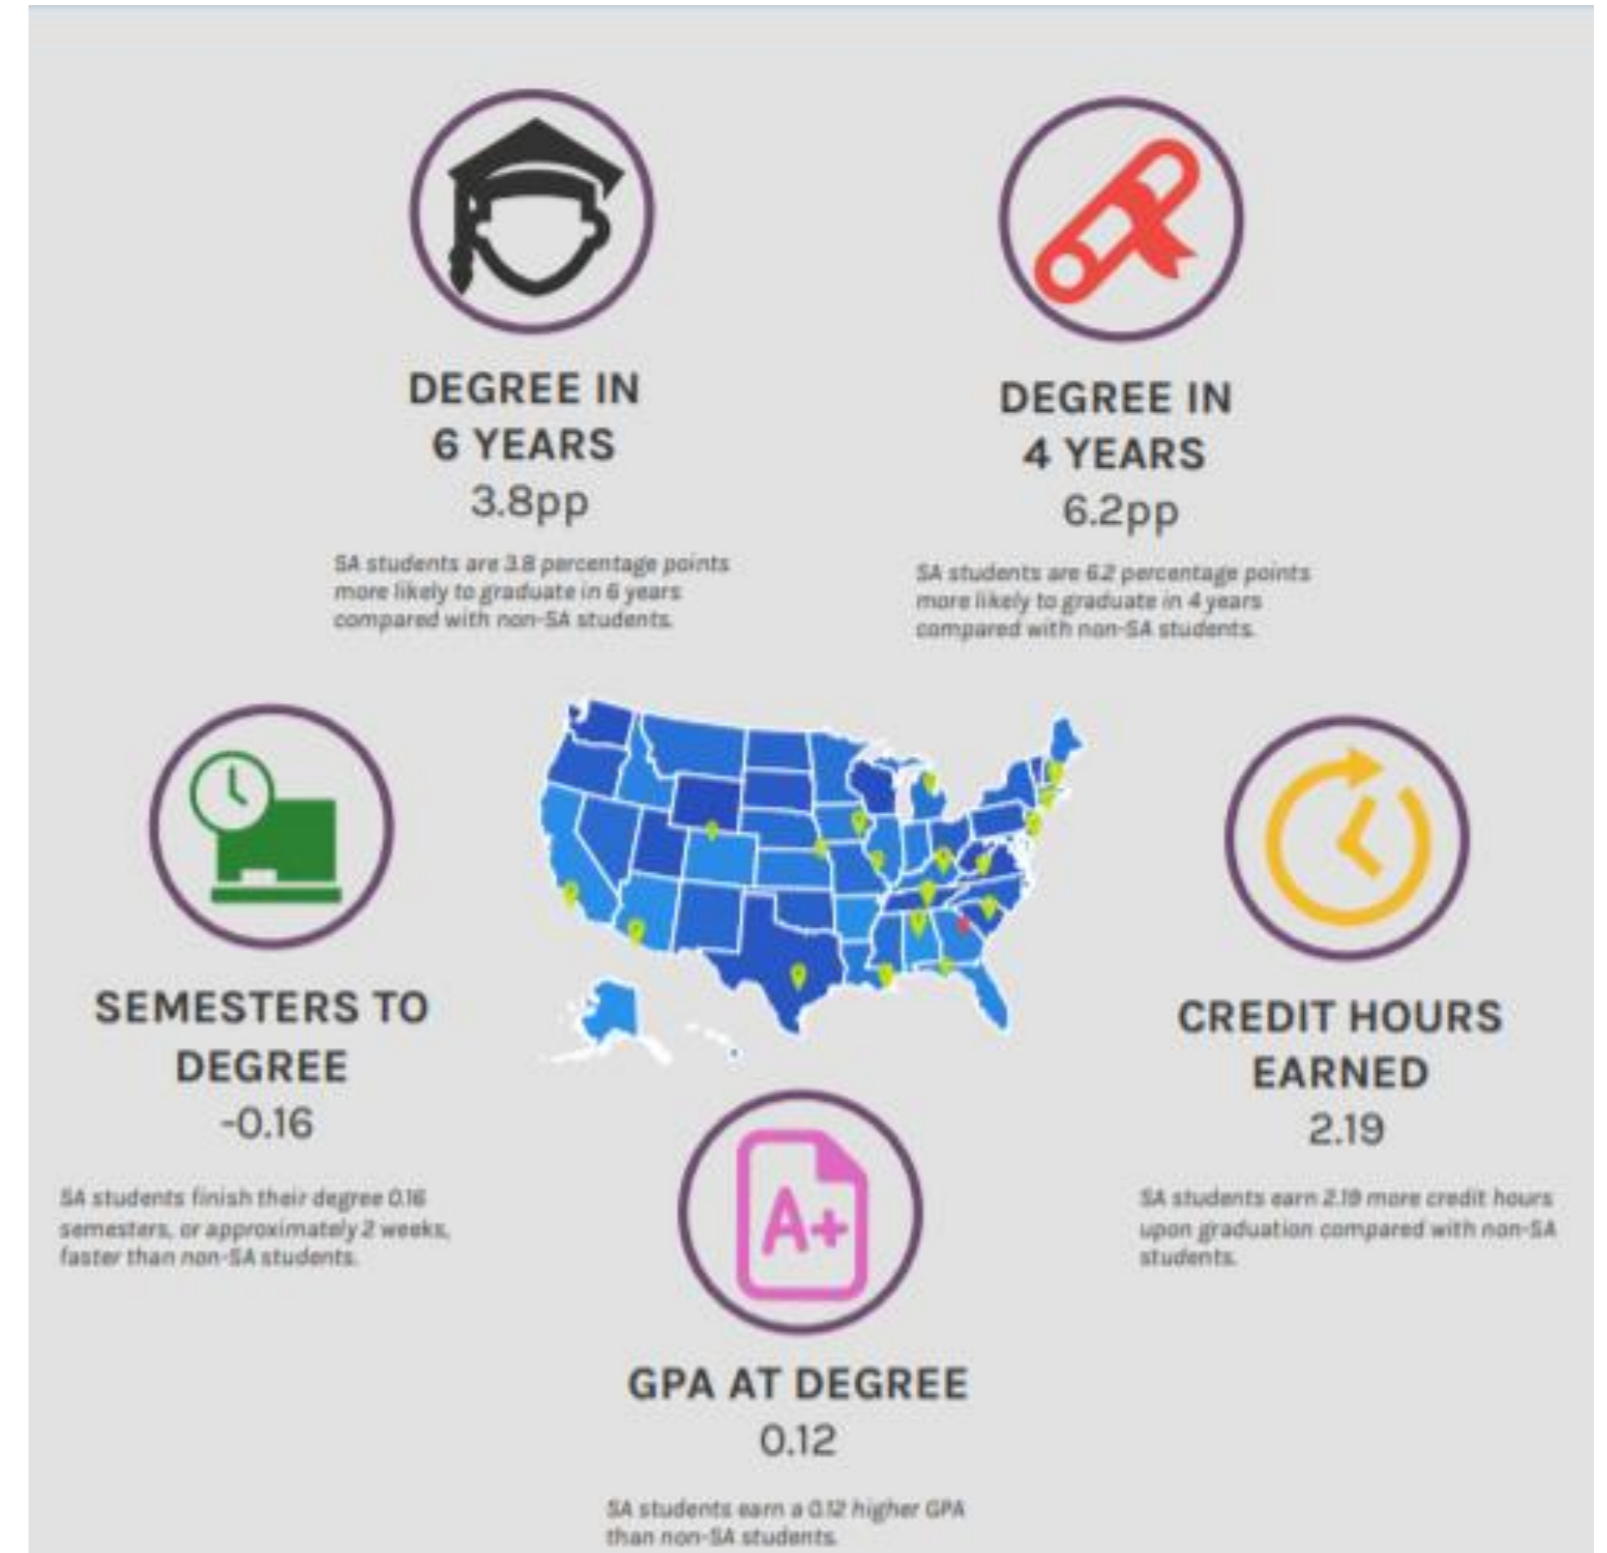 DEGREE IN
6 YEARS
3.8pp
SA students are 3.8 percentage points
more likely to graduate in 6 years
compared with non-SA students.
DEGREE IN
4 YEARS
6.2pp
SA students are 6.2 percentage points
more likely to graduate in 4 years
compared with non-SA students.
SEMESTERS TO
DEGREE
-0.16
SA students finish their degree 0.16
semesters, or approximately 2 weeks,
faster than non-SA students.
CREDIT HOURS
EARNED
2.19
SA students earn 2.19 more credit hours
upon graduation compared with non-SA
students.
A+
GPA AT DEGREE
0.12
SA students earn a 0.12 higher GPA
than non-SA students.